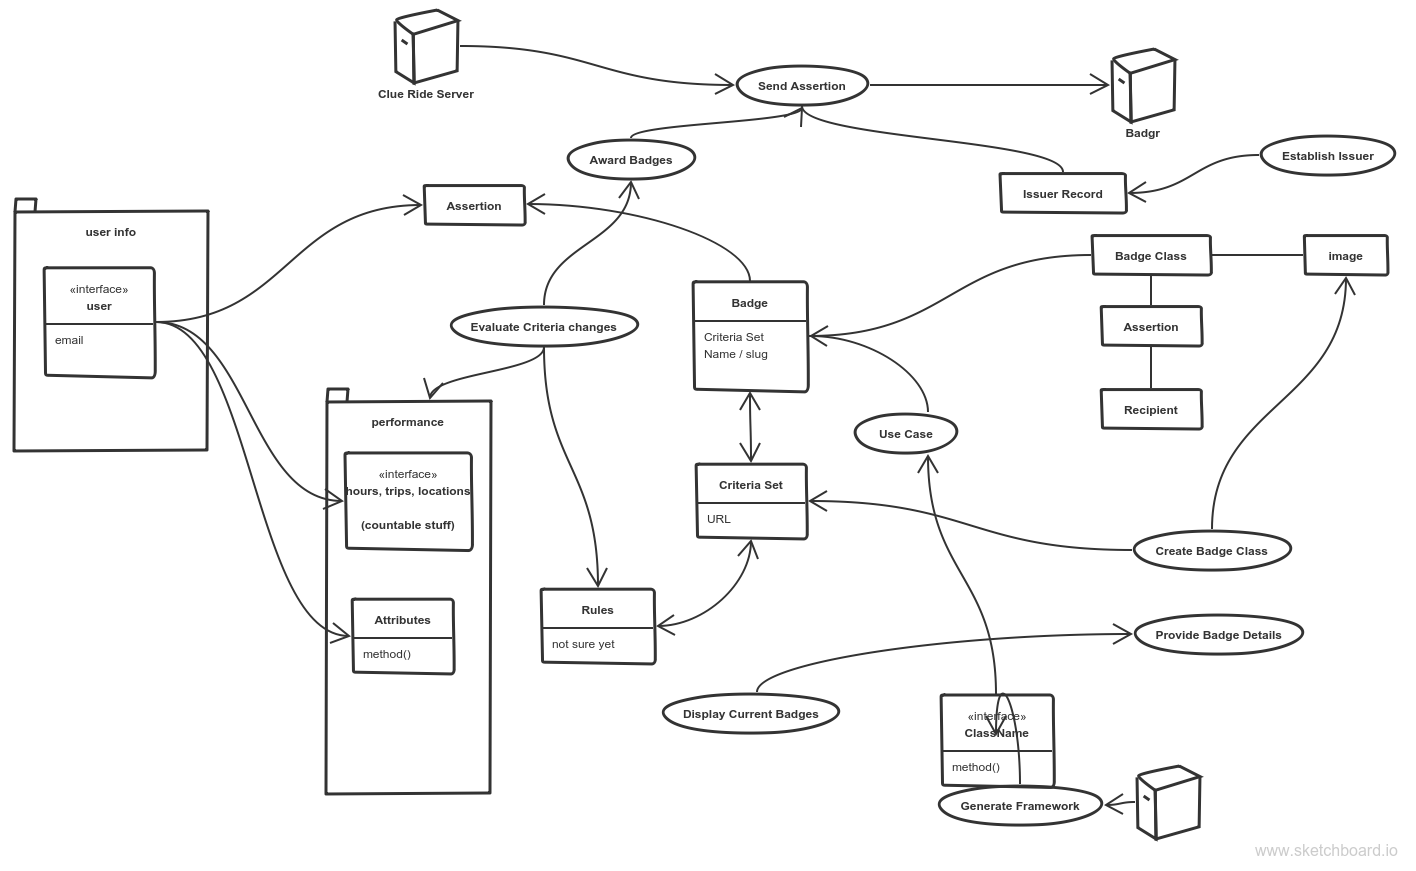 Clue Ride Server
Send Assertion
Badgr
Award Badges
Establish Issuer
Assertion
Issuer Record
user info
«interface»
user
email
Badge Class
image
Evaluate Criteria changes
Badge
Criteria Set
Name / slug
Assertion
Recipient
performance
«interface»
hours, trips, locations
(countable stuff)
Use Case
Criteria Set
URL
Create Badge Class
Attributes
method()
Rules
not sure yet
Provide Badge Details
Display Current Badges
«interface»
ClassName
method()
Generate Framework
www.sketchboard.io